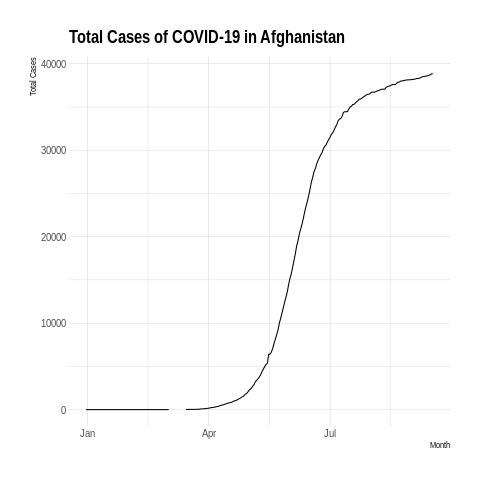 Total Cases of COVID-19 in Afghanistan
Total Cases
40000
30000
20000
10000
0
Jan Apr Jul
Month